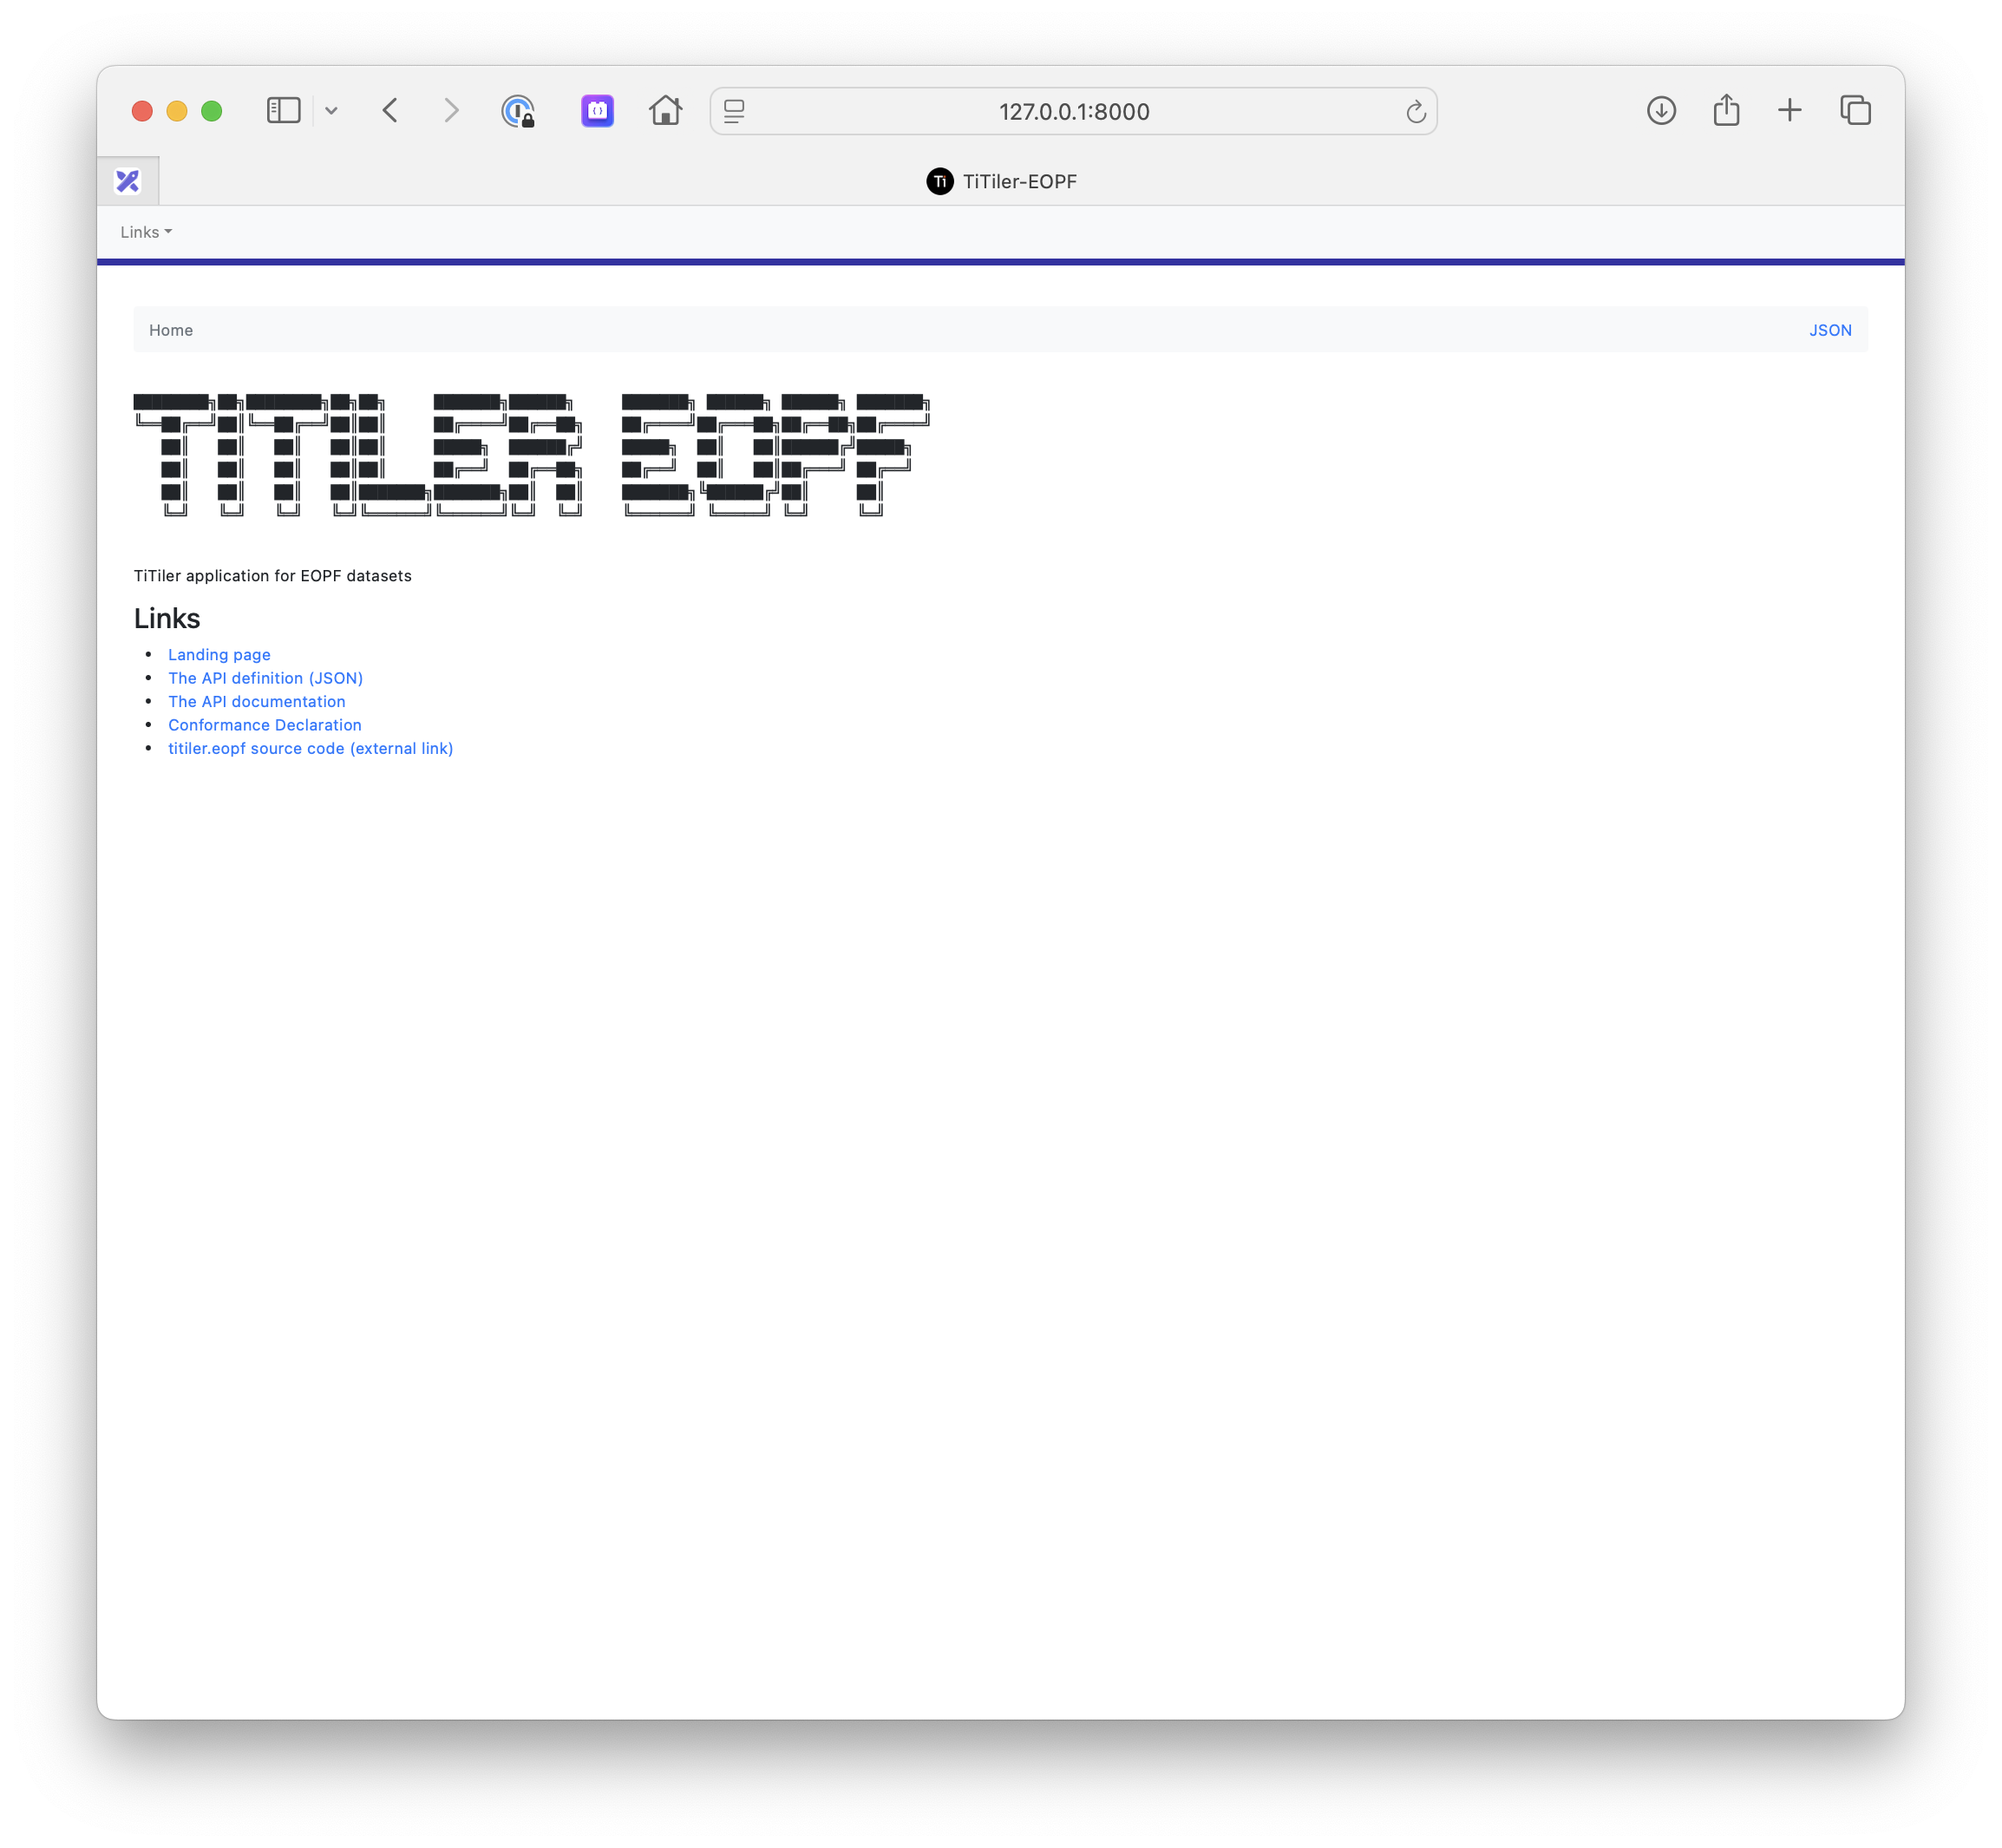 127.0.0.1:8000
Ti TiTiler-EOPF
Links
Home JSON
TITILER EOPF
TiTiler application for EOPF datasets
Links
Landing page
The API definition (JSON)
The API documentation
Conformance Declaration
titiler.eopf source code (external link)